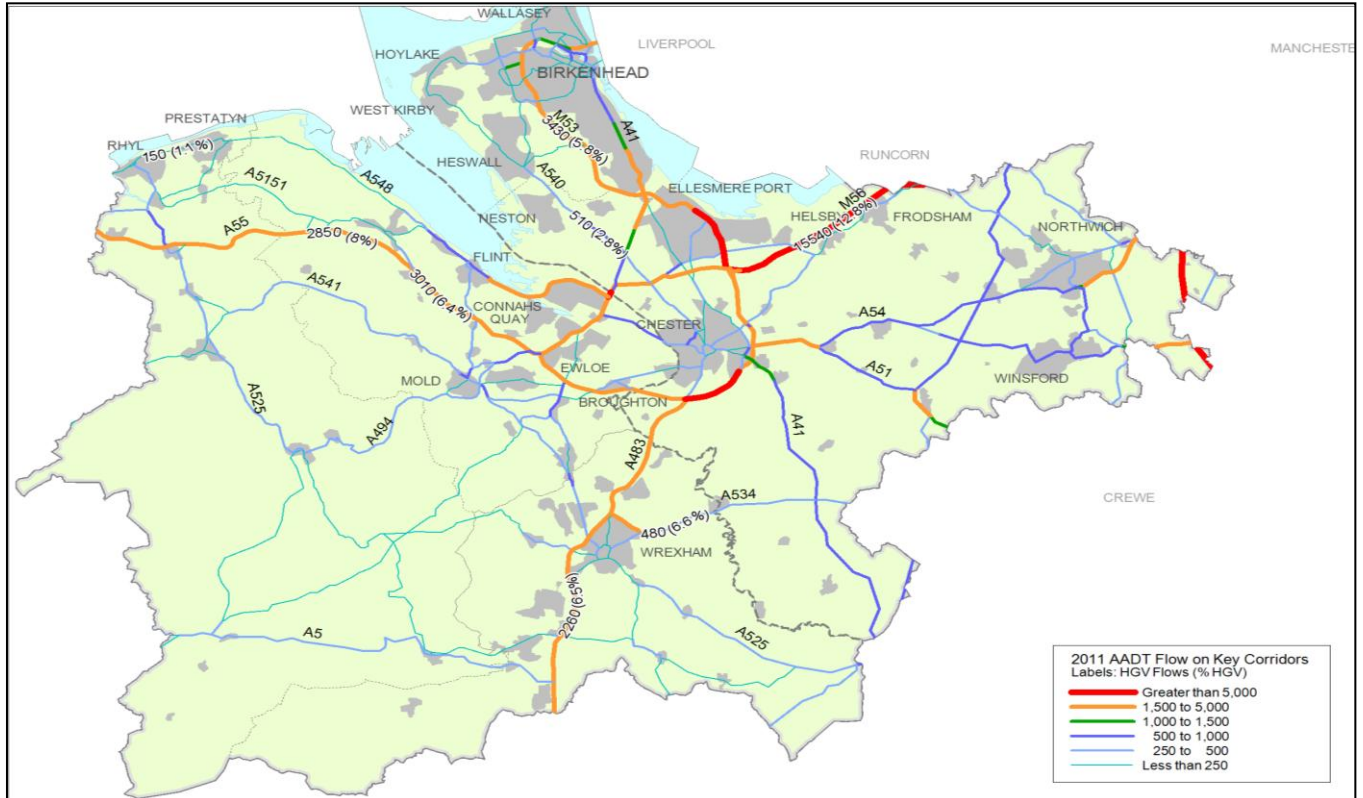 WALLASEY
LIVERPOOL
MANCHESTE
HOYLAKE
BIRKENHEAD
WEST KIRBY
M53
3430 (5.8%)
A41
PRESTATYN
RHYL
150 (1.1%)
HESWALL
A540
RUNCORN
A5151
A548
ELLESMERE PORT
M56
HELSBY
15540 (12.8%)
FRODSHAM
NESTON
510 (2.8%)
NORTHWICH
A55
2850 (8%)
FLINT
3010 (6.4%)
A541
CONNAHS
QUAY
CHESTER
A54
MOLD
EWLOE
A51
WINSFORD
BROUGHTON
A525
A494
A41
A483
CREWE
A534
480 (6.6%)
WREXHAM
2260 (6.5%)
A5
A525
2011 AADT Flow on Key Corridors
Labels: HGV Flows (% HGV)
Greater than 5,000
1,500 to 5,000
1,000 to 1,500
500 to 1,000
250 to 500
Less than 250